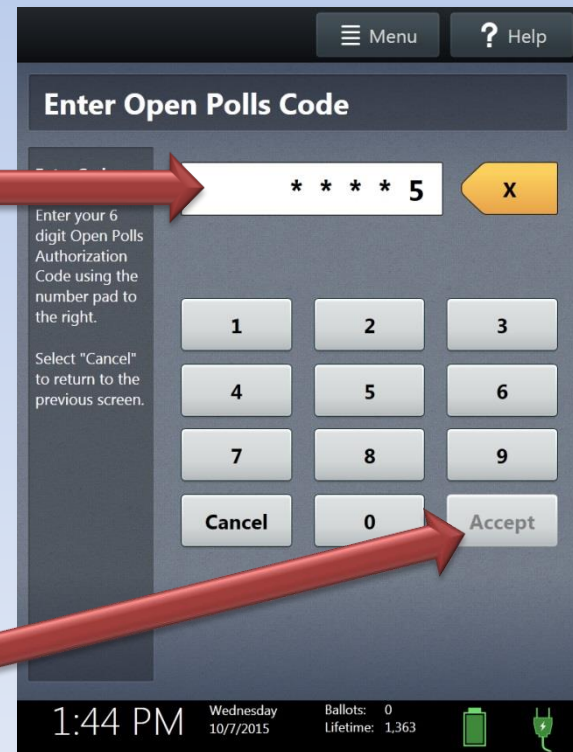 Menu
? Help
Enter Open Polls Code
* * * * 5
X
Enter your 6
digit Open Polls
Authorization
Code using the
number pad to
the right.
Select "Cancel"
to return to the
previous screen.
1 2 3
4 5 6
7 8 9
Cancel 0 Accept
1:44 PM
Wednesday
10/7/2015
Ballots: 0
Lifetime: 1,363